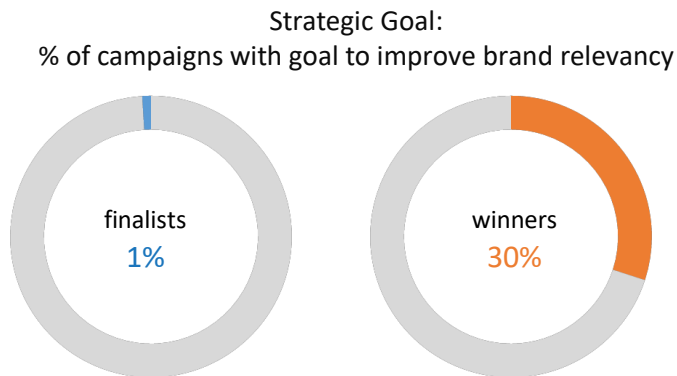 Strategic Goal:
% of campaigns with goal to improve brand relevancy
finalists
1%
winners
30%